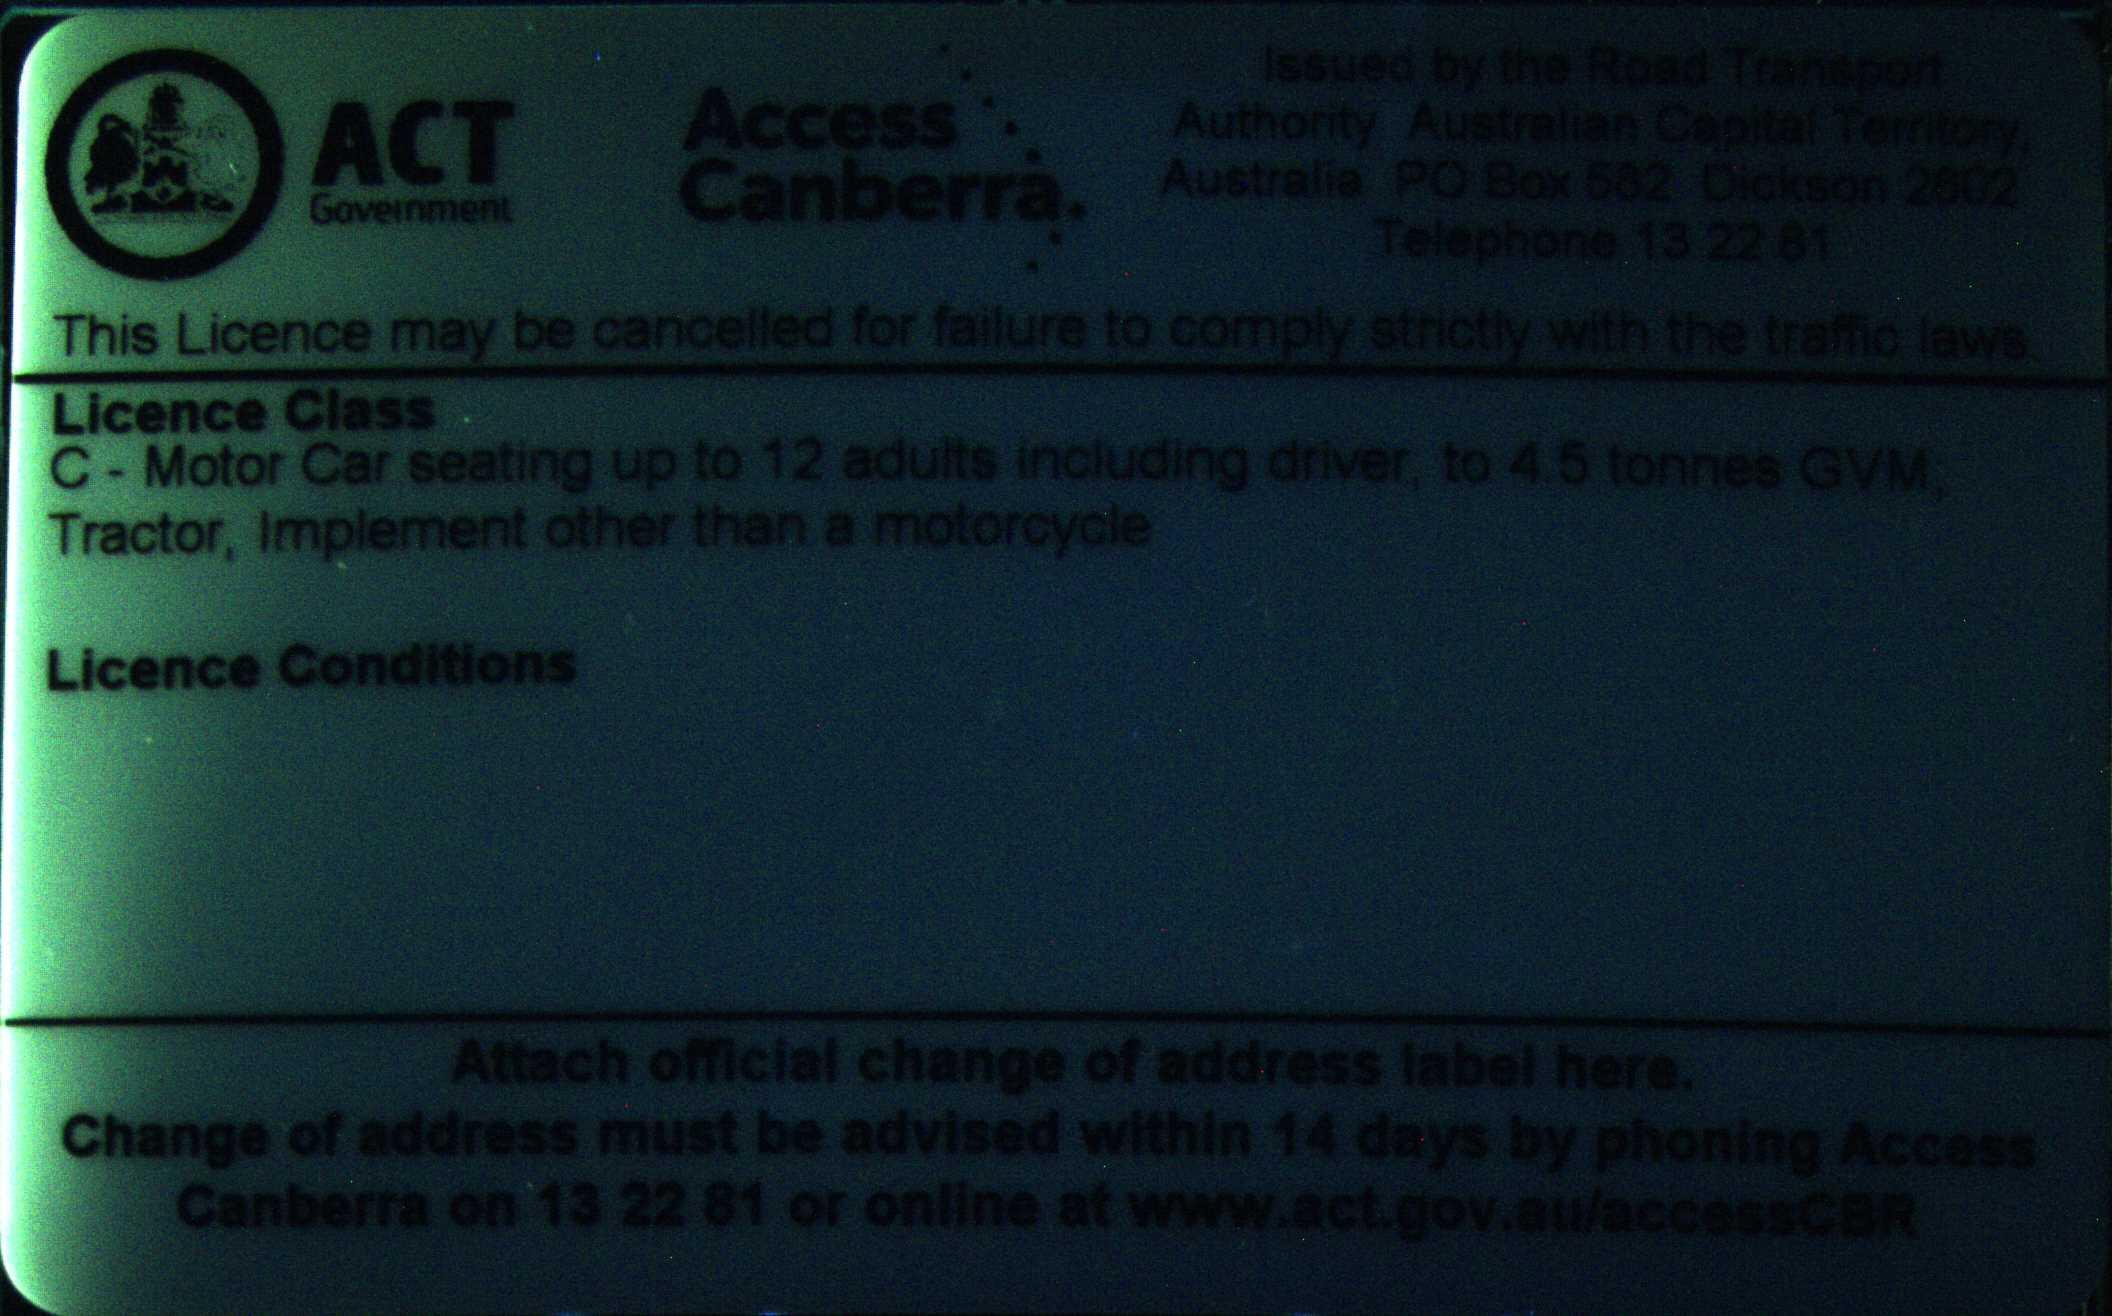 ACT
Government
Access
Canberra
Issued by the Road Transport
Authority Australian Capital Territory,
Australia PO Box 582 Dickson 2602
Telephone 13 22 81
This Licence may be cancelled for failure to comply strictly with the traffic laws.
Licence Class
C - Motor Car seating up to 12 adults including driver, to 4.5 tonnes GVM;
Tractor, Implement other than a motorcycle
Licence Conditions
Attach official change of address label here.
Change of address must be advised within 14 days by phoning Access
Canberra on 13 22 81 or online at www.act.gov.au/accessCBR